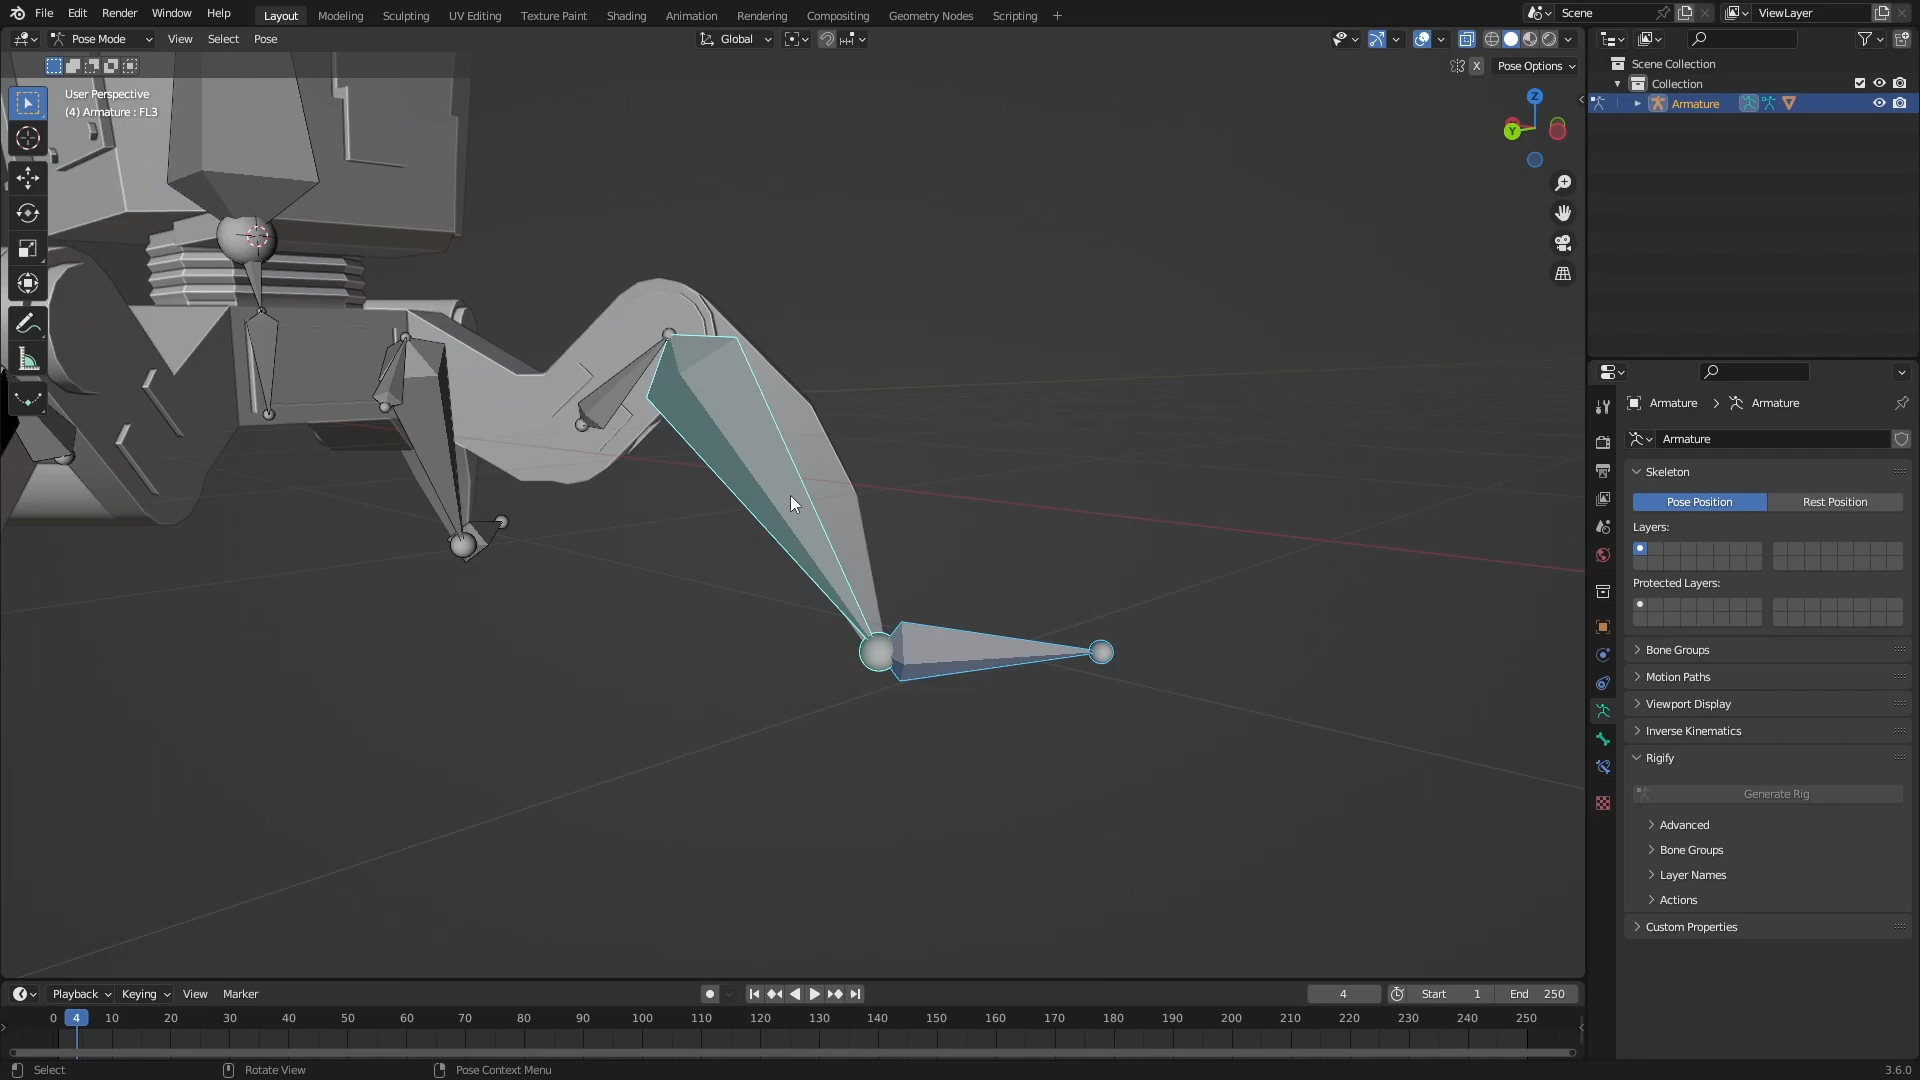 File Edit Render Window Help Layout Modeling Sculpting UV Editing Texture Paint Shading Animation Rendering Compositing Geometry Nodes Scripting + Scene ViewLayer
Pose Mode View Select Pose Global
X Pose Options
User Perspective
(4) Armature : FL3
Z
Y
Scene Collection
Collection
Armature
Armature > Armature
Armature
Skeleton
Pose Position Rest Position
Layers:
Protected Layers:
Bone Groups
Motion Paths
Viewport Display
Inverse Kinematics
Rigify
Generate Rig
Advanced
Bone Groups
Layer Names
Actions
Custom Properties
Playback Keying View Marker 4 Start 1 End 250
0 4 10 20 30 40 50 60 70 80 90 100 110 120 130 140 150 160 170 180 190 200 210 220 230 240 250
Select Rotate View Pose Context Menu 3.6.0